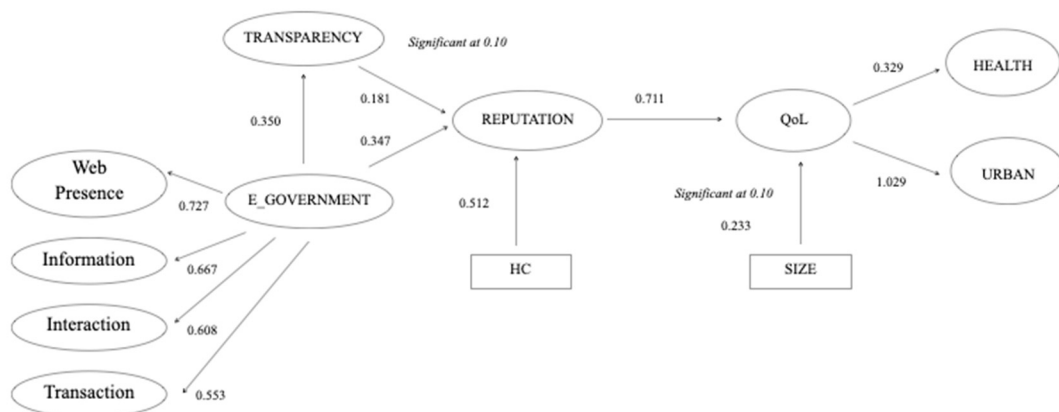 TRANSPARENCY
Significant at 0.10
HEALTH
0.329
0.181
0.711
REPUTATION
QoL
0.350
0.347
Web
Presence
URBAN
1.029
Significant at 0.10
0.727
E_GOVERNMENT
0.512
0.233
Information
0.667
HC
SIZE
Interaction
0.608
Transaction
0.553